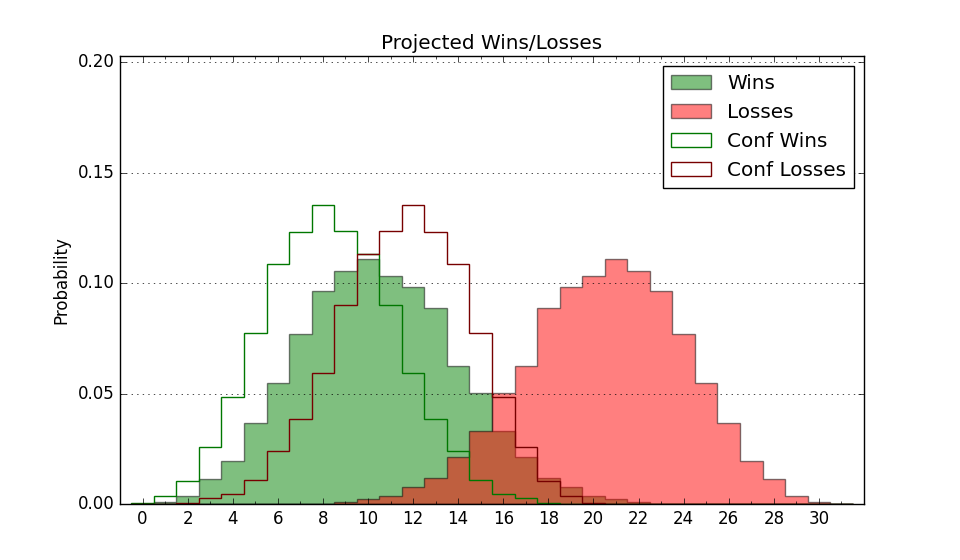 Projected Wins/Losses
0.20
0.15
0.10
0.05
0.00
Probability
Wins
Losses
Conf Wins
Conf Losses
0 2 4 6 8 10 12 14 16 18 20 22 24 26 28 30